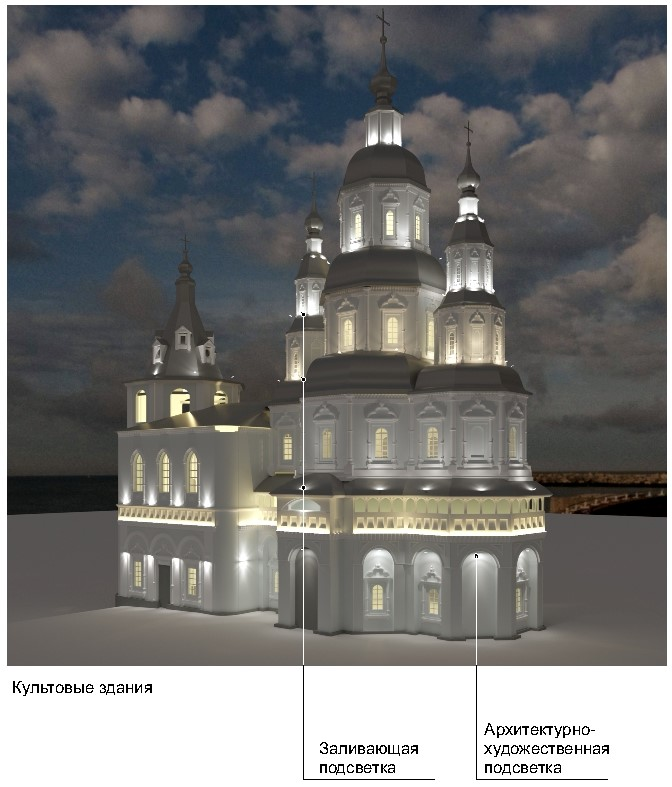 Культовые здания
Заливающая
подсветка
Архитектурно-
художественная
подсветка